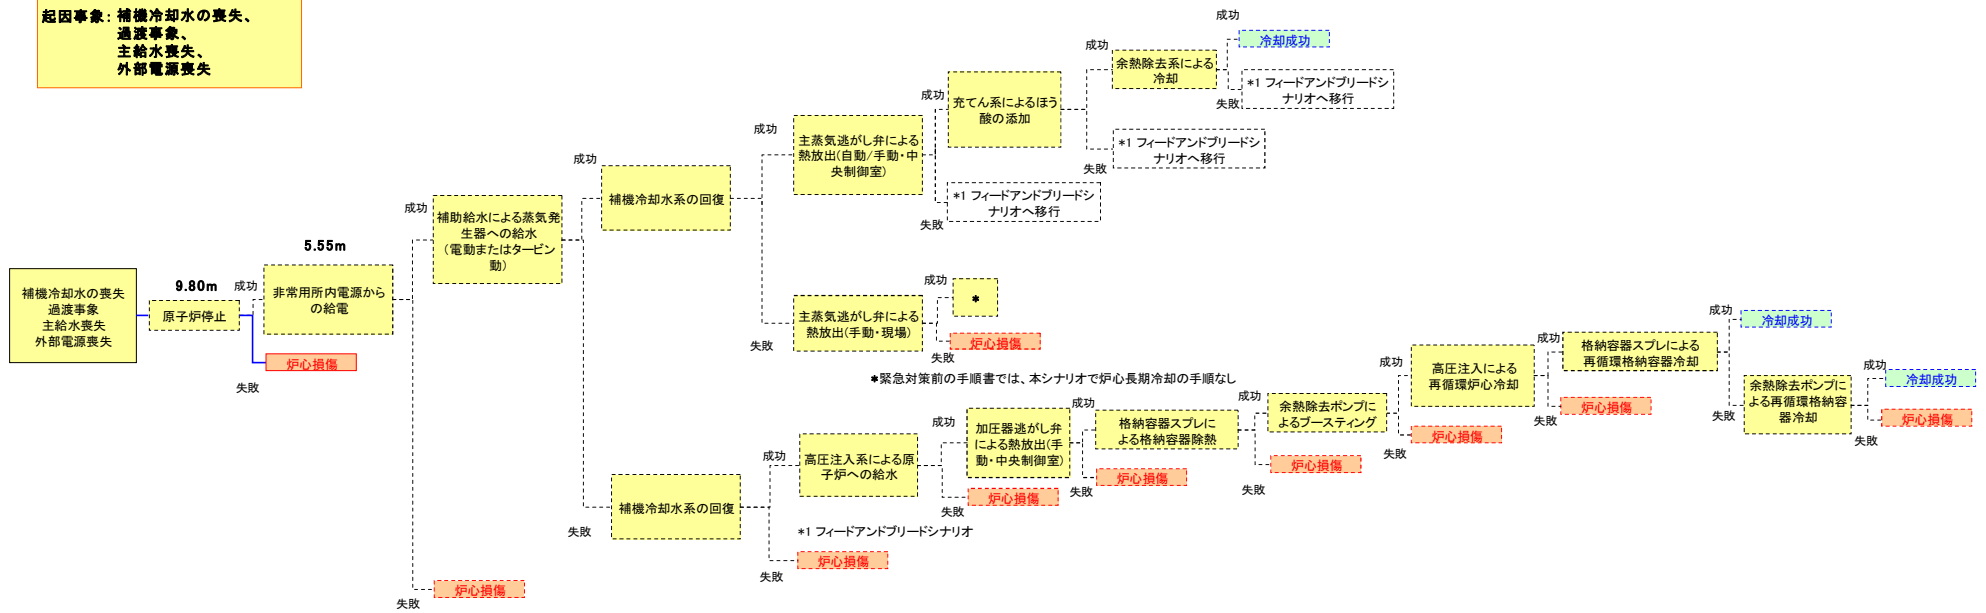 起因事象: 補機冷却水の喪失、
過渡事象、
主給水喪失、
外部電源喪失
補機冷却水の喪失
過渡事象
主給水喪失
外部電源喪失
9.80m
原子炉停止
成功
失敗
炉心損傷
5.55m
非常用所内電源から
の給電
成功
失敗
炉心損傷
補助給水による蒸気発
生器への給水
(電動またはタービン
動)
成功
失敗
補機冷却水系の回復
成功
失敗
主蒸気逃がし弁による
熱放出(自動/手動・中
央制御室)
成功
失敗
*1 フィードアンドブリードシ
ナリオへ移行
充てん系によるほう
酸の添加
成功
失敗
*1 フィードアンドブリードシ
ナリオへ移行
余熱除去系による
冷却
成功
冷却成功
失敗
*1 フィードアンドブリードシ
ナリオへ移行
主蒸気逃がし弁による
熱放出(手動・現場)
成功
*
失敗
炉心損傷
*緊急対策前の手順書では、本シナリオで炉心長期冷却の手順なし
補機冷却水系の回復
成功
失敗
炉心損傷
*1 フィードアンドブリードシナリオ
高圧注入系による原
子炉への給水
成功
失敗
炉心損傷
加圧器逃がし弁
による熱放出(手
動・中央制御室)
成功
失敗
炉心損傷
格納容器スプレに
よる格納容器除熱
成功
失敗
炉心損傷
余熱除去ポンプに
よるブースティング
成功
失敗
炉心損傷
高圧注入による
再循環炉心冷却
成功
失敗
炉心損傷
格納容器スプレによる
再循環格納容器冷却
成功
冷却成功
失敗
余熱除去ポンプに
よる再循環格納容
器冷却
成功
冷却成功
失敗
炉心損傷